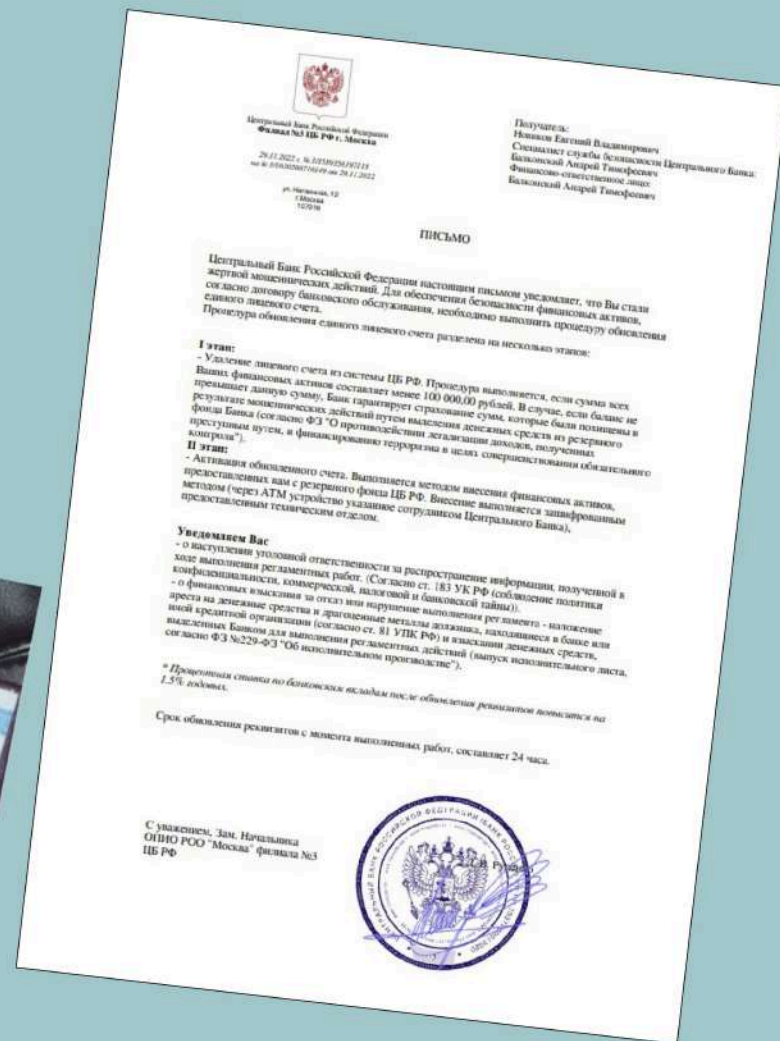 Центральный Банк Российской Федерации
Филиал №3 ЦБ РФ г. Москва
29.11.2022 г.
29.11.2022
ул. Неглинная, 12
г.Москва
107016
Получатель:
Новиков Евгений Владимирович
Специалист службы безопасности Центрального Банка:
Балконский Андрей Тимофеевич
Финансово-ответственное лицо:
Балконский Андрей Тимофеевич
ПИСЬМО
Центральный Банк Российской Федерации настоящим письмом уведомляет, что Вы стали
жертвой мошеннических действий. Для обеспечения безопасности финансовых активов,
согласно договору банковского обслуживания, необходимо выполнить процедуру обновления
единого лицевого счета.
Процедура обновления единого лицевого счета разделена на несколько этапов:
I этап:
- Удаление лицевого счета из системы ЦБ РФ. Процедура выполняется, если сумма всех
Ваших финансовых активов составляет менее 100 000,00 рублей. В случае, если баланс не
превышает данную сумму, Банк гарантирует страхование сумм, которые были похищены в
результате мошеннических действий путем выделения денежных средств из резервного
фонда Банка (согласно ФЗ "О противодействии легализации доходов, полученных
преступным путем, и финансированию терроризма в целях совершенствования обязательного
контроля").
II этап:
- Активация обновленного счета. Выполняется методом внесения финансовых активов,
предоставленных вам с резервного фонда ЦБ РФ. Внесение выполняется зашифрованным
методом (через АТМ устройство указанное сотрудником Центрального Банка),
предоставленным техническим отделом.
Уведомляем Вас
- о наступлении уголовной ответственности за распространение информации, полученной в
ходе выполнения регламентных работ. (Согласно ст. 183 УК РФ (соблюдение политики
конфиденциальности, коммерческой, налоговой и банковской тайны)).
- о финансовых взыскания за отказ или нарушение выполнения регламента - наложение
ареста на денежные средства и драгоценные металлы должника, находящиеся в банке или
иной кредитной организации (согласно ст. 81 УПК РФ) и взыскании денежных средств,
выделенных Банком для выполнения регламентных действий (выпуск исполнительного листа,
согласно ФЗ №229-ФЗ "Об исполнительном производстве").
* Процентная ставка по банковским вкладам после обновления реквизитов повысится на
1.5% годовых.
Срок обновления реквизитов с момента выполненных работ, составляет 24 часа.
С уважением, Зам. Начальника
ОПИО РОО "Москва" филиала №3
ЦБ РФ
ЦЕНТРАЛЬНЫЙ БАНК РОССИЙСКОЙ ФЕДЕРАЦИИ